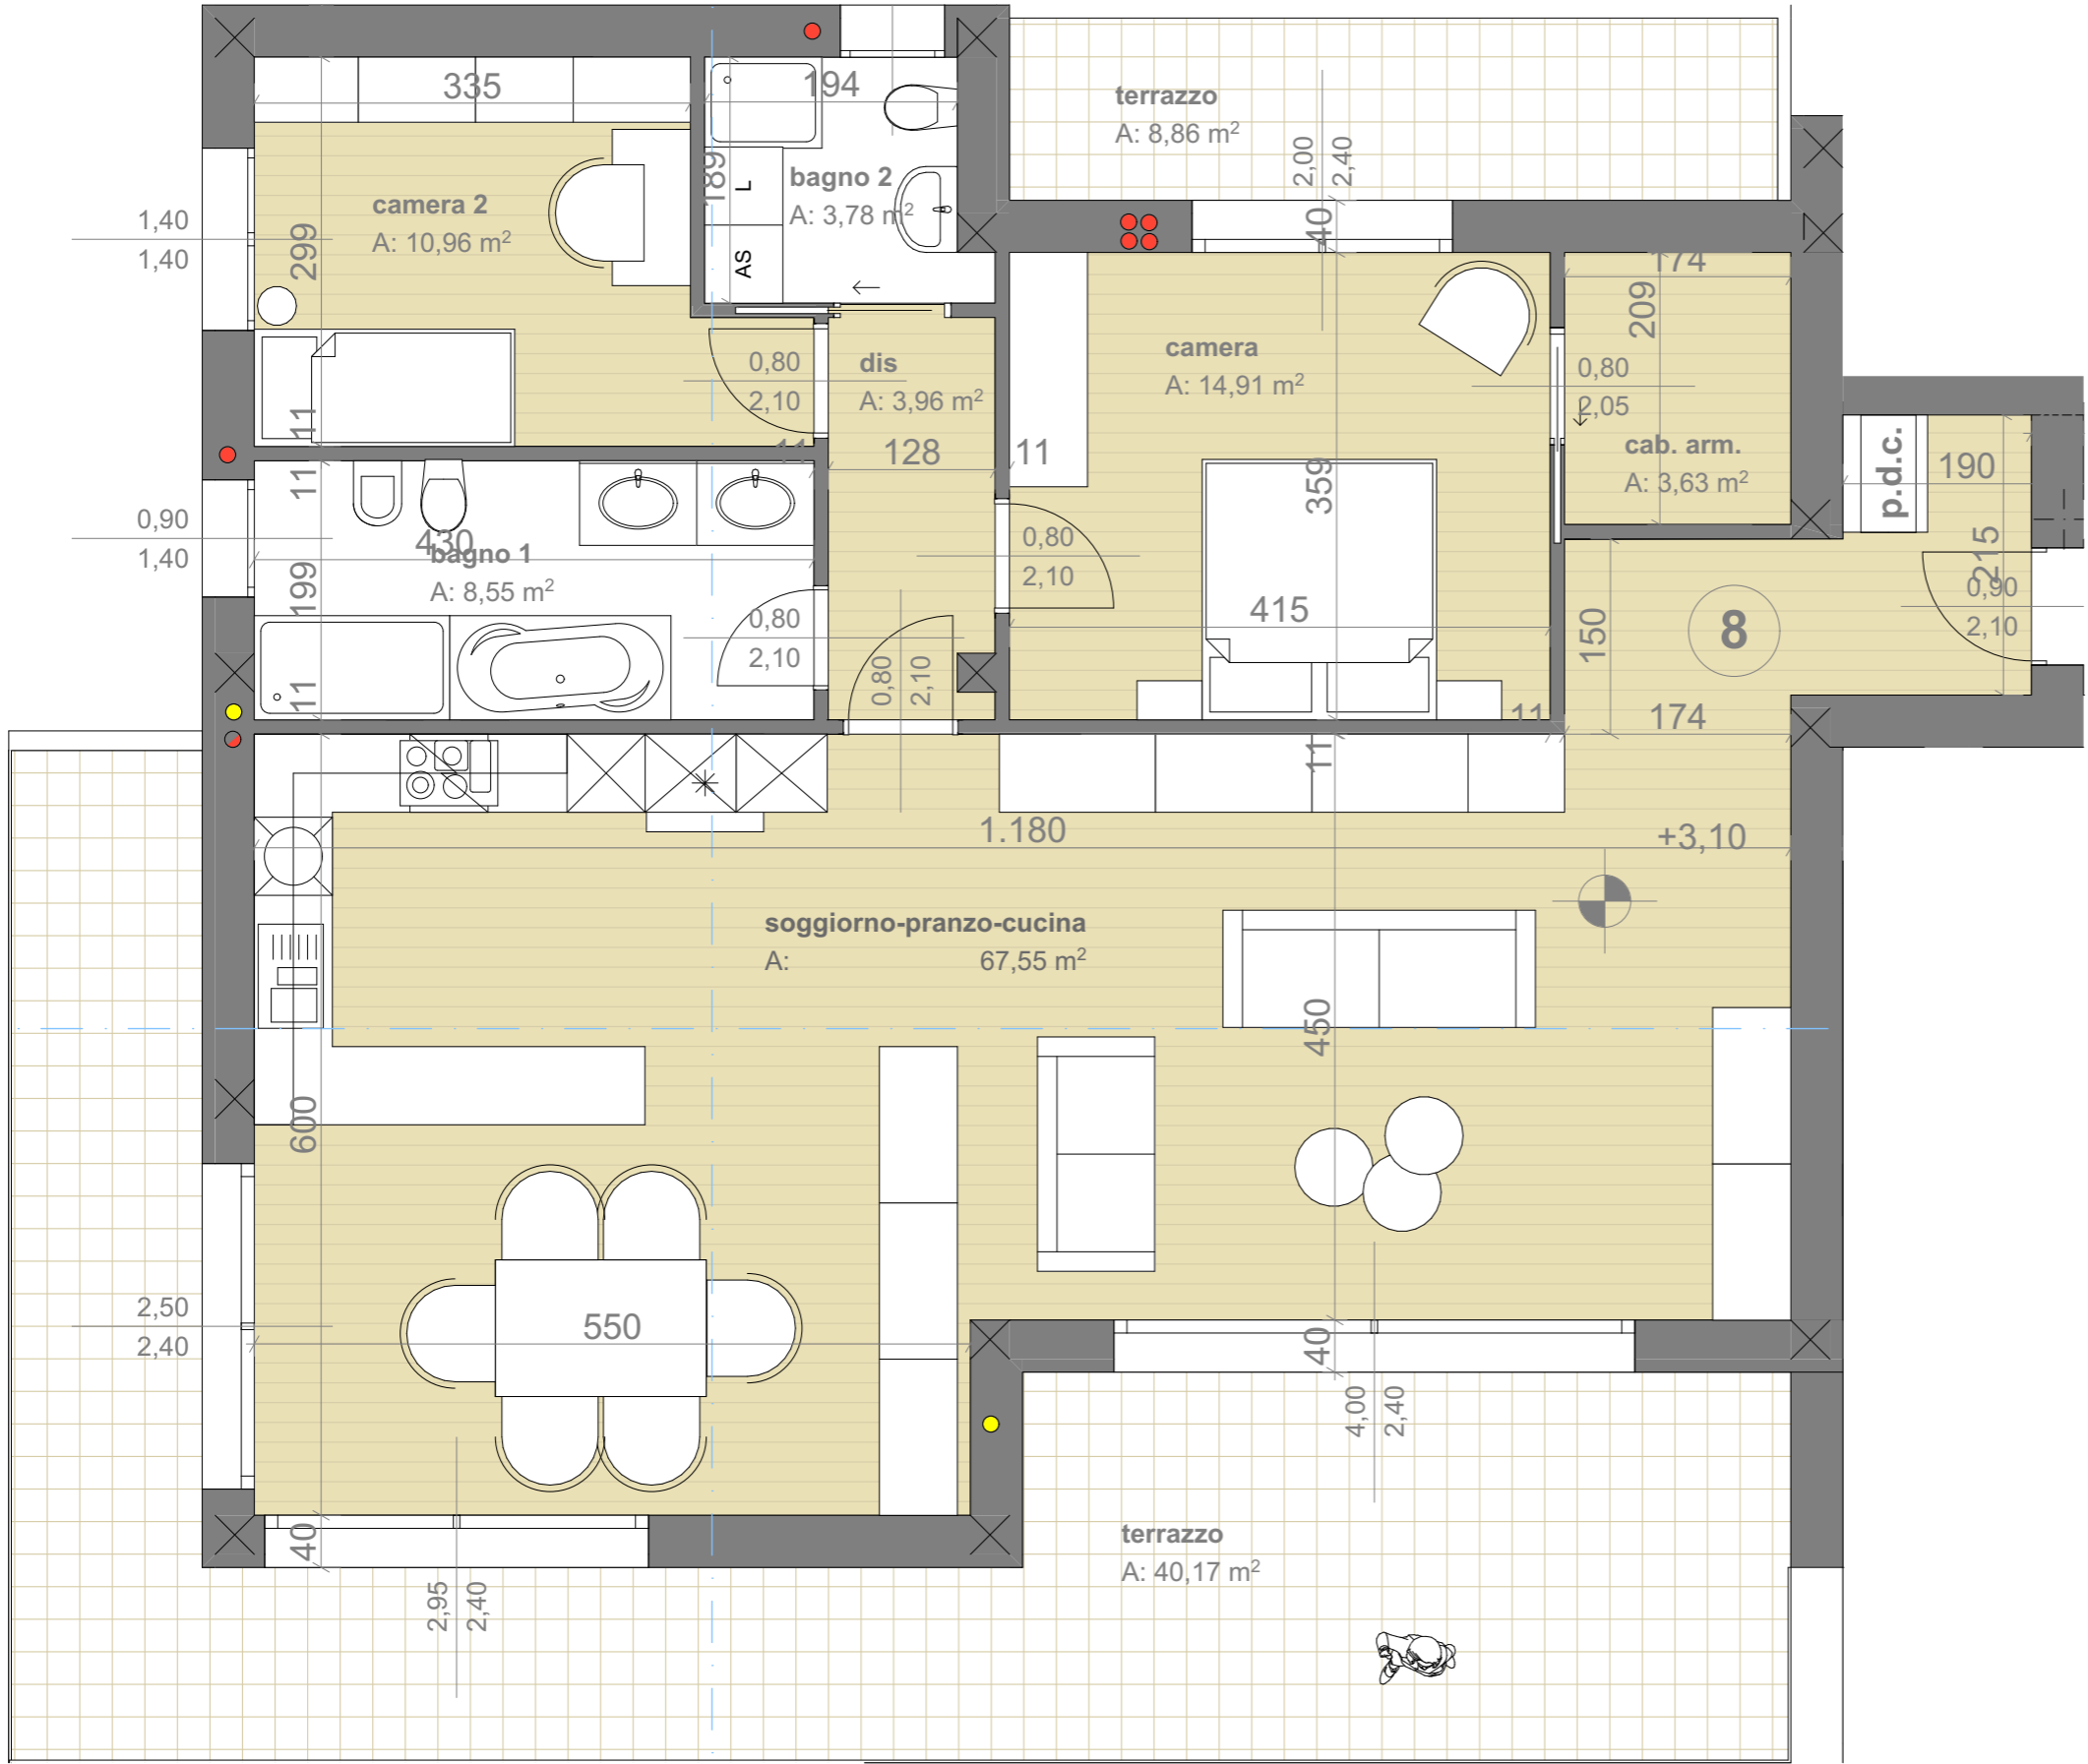 335
194
terrazzo
A: 8,86 m²
2,00
2,40
189
L
bagno 2
A: 3,78 m²
AS
camera 2
A: 10,96 m²
1,40
1,40
299
40
174
209
camera
A: 14,91 m²
0,80
2,10
dis
A: 3,96 m²
0,80
2,05
cab. arm.
A: 3,63 m²
p.d.c.
190
11
11
128
11
11
359
0,90
1,40
430
bagno 1
A: 8,55 m²
199
0,80
2,10
215
0,90
2,10
415
150
8
0,80
2,10
0,80
2,10
11
11
174
11
1.180
+3,10
soggiorno-pranzo-cucina
A: 67,55 m²
450
600
2,50
2,40
550
40
4,00
2,40
40
2,95
2,40
terrazzo
A: 40,17 m²